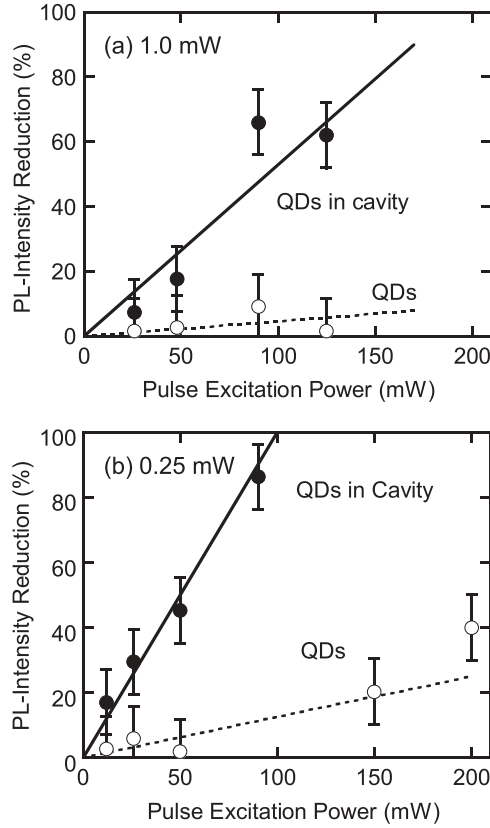 100
(a) 1.0 mW
80
60
QDs in cavity
40
20
QDs
0
0 50 100 150 200
PL-Intensity Reduction (%)
Pulse Excitation Power (mW)
100
(b) 0.25 mW
QDs in Cavity
80
60
40
QDs
20
0
0 50 100 150 200
PL-Intensity Reduction (%)
Pulse Excitation Power (mW)